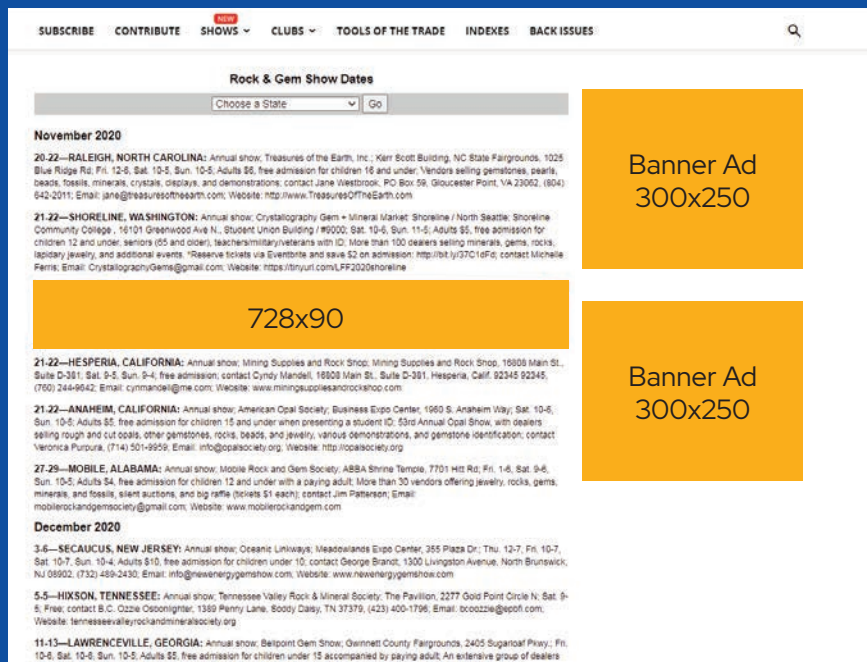 SUBSCRIBE CONTRIBUTE SHOWS CLUBS TOOLS OF THE TRADE INDEXES BACK ISSUES
NEW
Rock & Gem Show Dates
Choose a State Go
November 2020
20-22—RALEIGH, NORTH CAROLINA: Annual show; Treasures of the Earth, Inc.; Kerr Scott Building, NC State Fairgrounds, 1025
Blue Ridge Rd; Fri. 12-6, Sat. 10-5, Sun. 10-5; Adults $6, free admission for children 16 and under; Vendors selling gemstones, pearls,
beads, fossils, minerals, crystals, displays, and demonstrations; contact Jane Westbrook, PO Box 59, Gloucester Point, VA 23062, (804)
642-2011; Email: jane@treasuresoftheearth.com; Website: http://www.TreasuresOfTheEarth.com
21-22—SHORELINE, WASHINGTON: Annual show; Crystallography Gem + Mineral Market: Shoreline / North Seattle; Shoreline
Community College , 16101 Greenwood Ave N., Student Union Building / #9000; Sat. 10-6, Sun. 11-5; Adults $5, free admission for
children 12 and under, seniors (65 and older), teachers/military/veterans with ID; More than 100 dealers selling minerals, gems, rocks,
lapidary jewelry, and additional events. *Reserve tickets via Eventbrite and save $2 on admission: http://bit.ly/37C1dFd; contact Michelle
Ferris; Email: CrystallographyGems@gmail.com; Website: https://tinyurl.com/LFF2020shoreline
728x90
21-22—HESPERIA, CALIFORNIA: Annual show; Mining Supplies and Rock Shop; Mining Supplies and Rock Shop, 16808 Main St.,
Suite D-381; Sat. 9-5, Sun. 9-4; free admission; contact Cyndy Mandell, 16808 Main St., Suite D-381, Hesperia, Calif. 92345 92345,
(760) 244-9642; Email: cynmandell@me.com; Website: www.miningsuppliesandrockshop.com
21-22—ANAHEIM, CALIFORNIA: Annual show; American Opal Society; Business Expo Center, 1960 S. Anaheim Way; Sat. 10-6,
Sun. 10-5; Adults $5, free admission for children 15 and under when presenting a student ID; 53rd Annual Opal Show, with dealers
selling rough and cut opals, other gemstones, rocks, beads, and jewelry, various demonstrations, and gemstone identification; contact
Veronica Purpura, (714) 501-9959; Email: info@opalsociety.org; Website: http://opalsociety.org
27-29—MOBILE, ALABAMA: Annual show; Mobile Rock and Gem Society; ABBA Shrine Temple, 7701 Hitt Rd; Fri. 1-6, Sat. 9-6,
Sun. 10-5; Adults $4, free admission for children 12 and under with a paying adult; More than 30 vendors offering jewelry, rocks, gems,
minerals, and fossils, silent auctions, and big raffle (tickets $1 each); contact Jim Patterson; Email:
mobilerockandgemsociety@gmail.com; Website: www.mobilerockandgem.com
December 2020
3-6—SECAUCUS, NEW JERSEY: Annual show; Oceanic Linkways; Meadowlands Expo Center, 355 Plaza Dr.; Thu. 12-7, Fri. 10-7,
Sat. 10-7, Sun. 10-4; Adults $10, free admission for children under 10; contact George Brandt, 1300 Livingston Avenue, North Brunswick,
NJ 08902, (732) 489-2430; Email: info@newenergygemshow.com; Website: www.newenergygemshow.com
5-5—HIXSON, TENNESSEE: Annual show; Tennessee Valley Rock & Mineral Society; The Pavillion, 2277 Gold Point Circle N; Sat. 9-
5; Free; contact B.C. Ozzie Osbonlighter, 1389 Penny Lane, Soddy Daisy, TN 37379, (423) 400-1796; Email: bcozzie@epbfi.com;
Website: tennesseevalleyrockandmineralsociety.org
11-13—LAWRENCEVILLE, GEORGIA: Annual show; Bellpoint Gem Show; Gwinnett County Fairgrounds, 2405 Sugarloaf Pkwy.; Fri.
10-6, Sat. 10-6, Sun. 10-5; Adults $5, free admission for children under 15 accompanied by paying adult; An extensive group of dealers
Banner Ad
300x250
Banner Ad
300x250